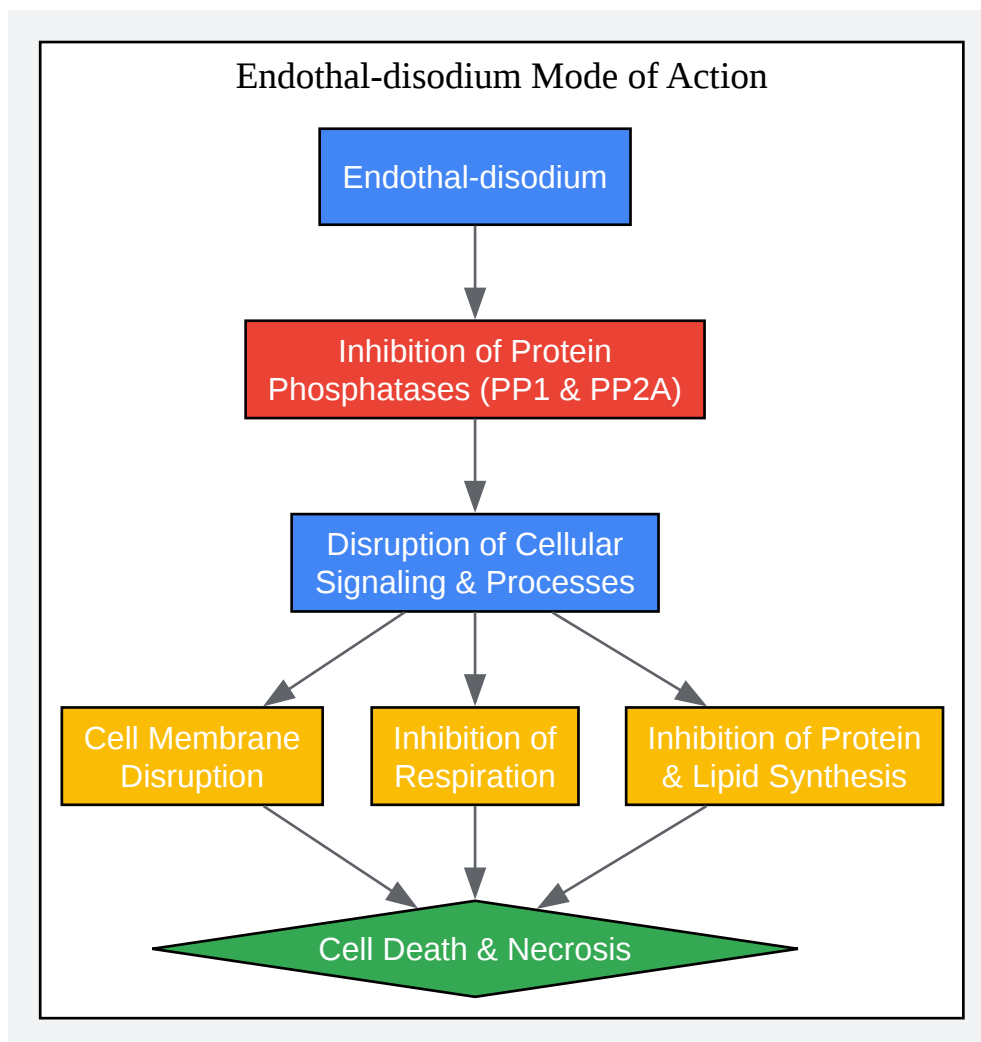 Endothal-disodium Mode of Action
Endothal-disodium
Inhibition of Protein
Phosphatases (PP1 & PP2A)
Disruption of Cellular
Signaling & Processes
Cell Membrane
Disruption
Inhibition of
Respiration
Inhibition of Protein
& Lipid Synthesis
Cell Death & Necrosis